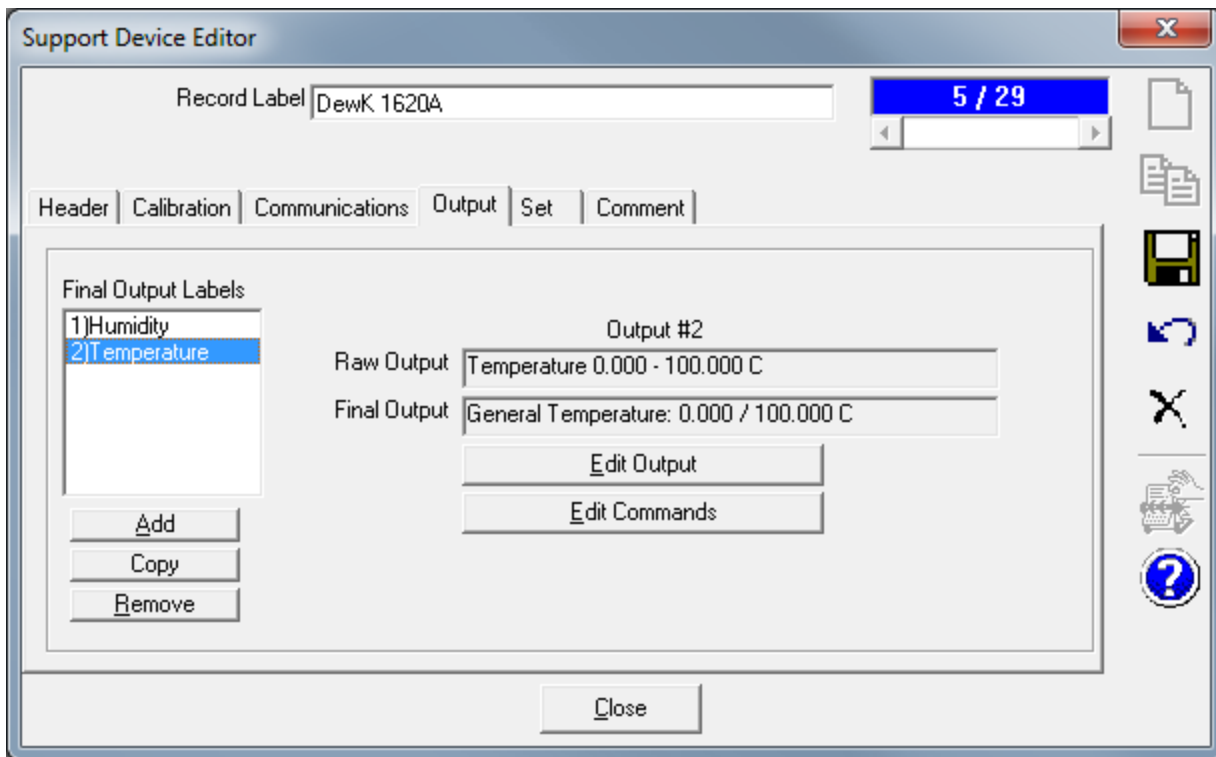 Support Device Editor
Record Label DewK 1620A
5 / 29
Header Calibration Communications Output Set Comment
Final Output Labels
1)Humidity
2)Temperature
Output #2
Raw Output Temperature 0.000 - 100.000 C
Final Output General Temperature: 0.000 / 100.000 C
Edit Output
Edit Commands
Add
Copy
Remove
?
Close